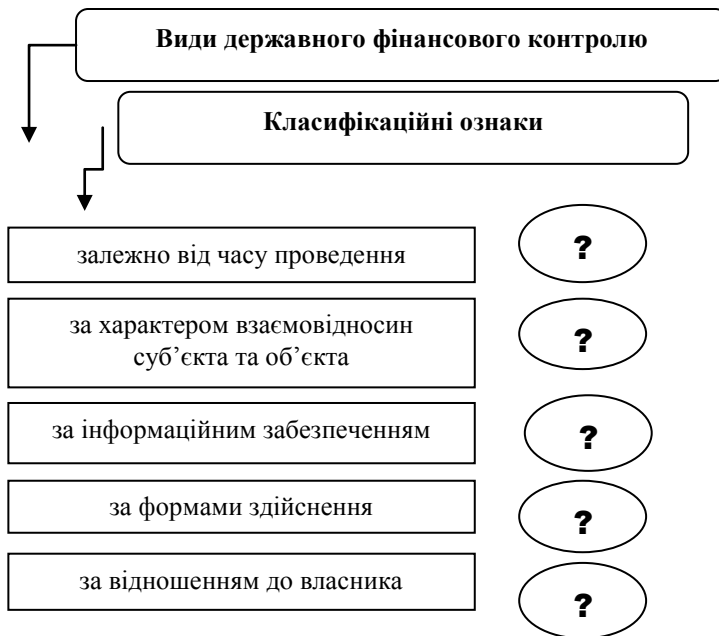 Види державного фінансового контролю
Класифікаційні ознаки
залежно від часу проведення
?
за характером взаємовідносин
суб’єкта та об’єкта
?
за інформаційним забезпеченням
?
за формами здійснення
?
за відношенням до власника
?